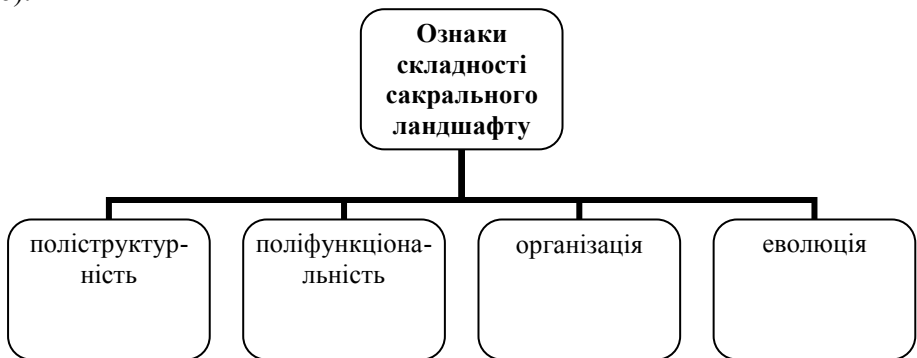 Ознаки
складності
сакрального
ландшафту
поліструктур-
ність
поліфункціона-
льність
організація
еволюція